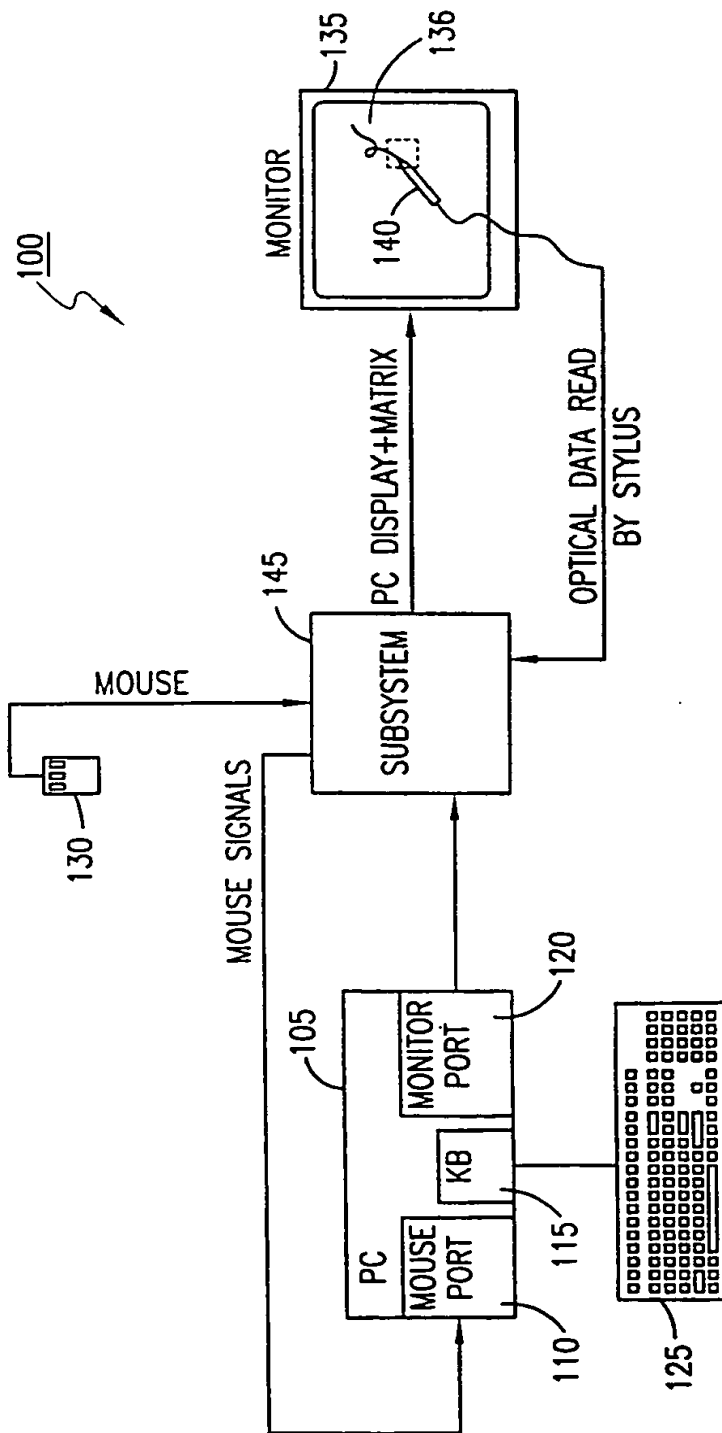 100
130
MOUSE
MOUSE SIGNALS
145
SUBSYSTEM
PC DISPLAY+MATRIX
MONITOR
135
136
140
OPTICAL DATA READ
BY STYLUS
105
PC
MOUSE
PORT
KB
MONITOR
PORT
110
115
120
125